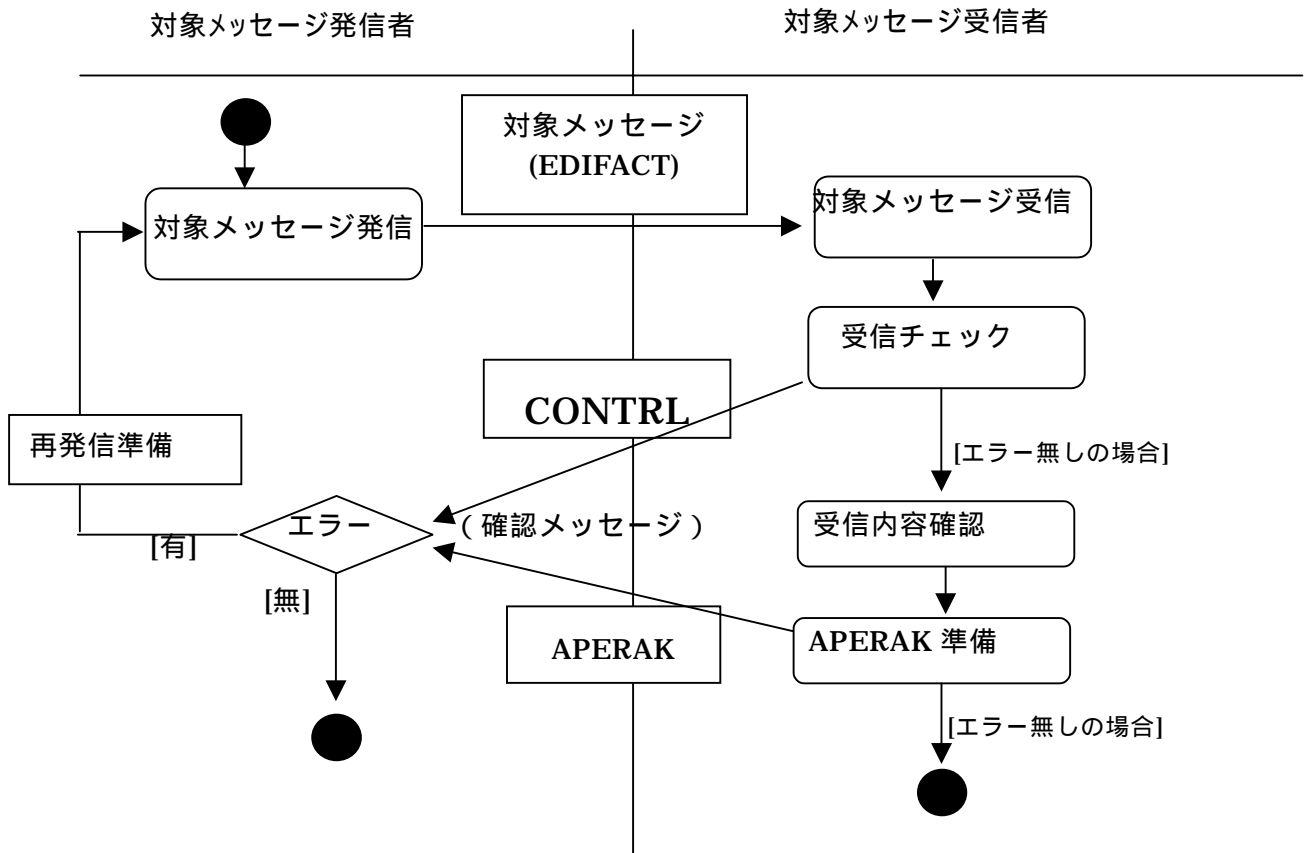 対象メッセージ発信者
対象メッセージ受信者
対象メッセージ
(EDIFACT)
対象メッセージ発信
対象メッセージ受信
受信チェック
CONTRL
再発信準備
[エラー無しの場合]
エラー
(確認メッセージ)
受信内容確認
[有]
[無]
APERAK
APERAK 準備
[エラー無しの場合]